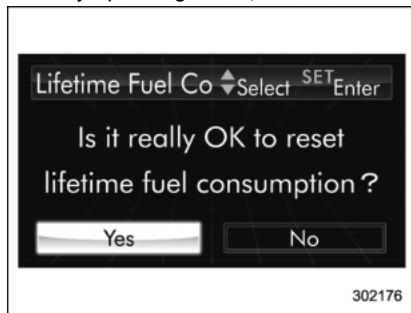 Lifetime Fuel Co Select SET Enter
Is it really OK to reset
lifetime fuel consumption?
Yes No
302176